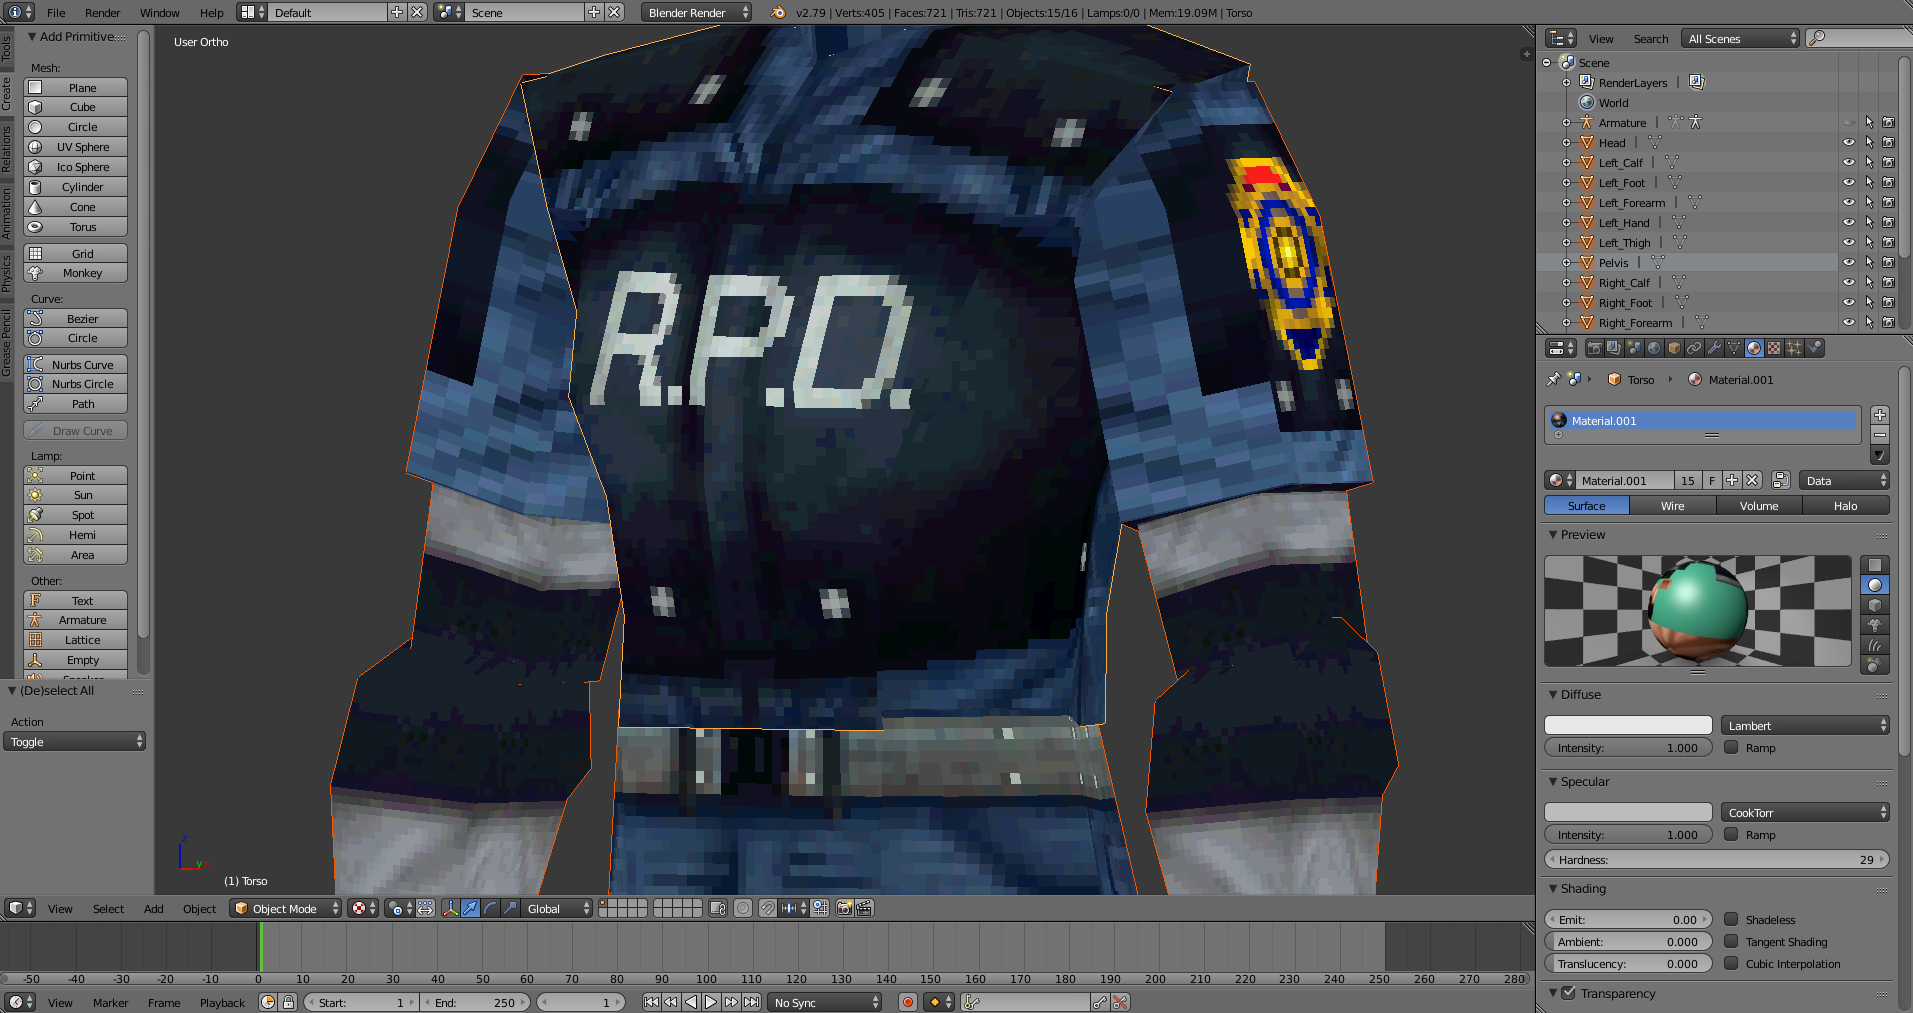 File Render Window Help Default Scene Blender Render v2.79 | Verts:405 | Faces:721 | Tris:721 | Objects:15/16 | Lamps:0/0 | Mem:19.09M | Torso
Tools
Create
Relations
Animation
Physics
Grease Pencil
Add Primitive
Mesh:
Plane
Cube
Circle
UV Sphere
Ico Sphere
Cylinder
Cone
Torus
Grid
Monkey
Curve:
Bezier
Circle
Nurbs Curve
Nurbs Circle
Path
Draw Curve
Lamp:
Point
Sun
Spot
Hemi
Area
Other:
Text
Armature
Lattice
Empty
Speaker
(De)select All
Action
Toggle
User Ortho
R.P.D.
z
y
(1) Torso
View Select Add Object Object Mode Global
-50 -40 -30 -20 -10 0 10 20 30 40 50 60 70 80 90 100 110 120 130 140 150 160 170 180 190 200 210 220 230 240 250 260 270 280
View Marker Frame Playback Start: 1 End: 250 1 No Sync
View Search All Scenes
Scene
RenderLayers
World
Armature
Head
Left_Calf
Left_Foot
Left_Forearm
Left_Hand
Left_Thigh
Pelvis
Right_Calf
Right_Foot
Right_Forearm
Torso Material.001
Material.001
Material.001 15 F Data
Surface Wire Volume Halo
Preview
Diffuse
Lambert
Intensity: 1.000 Ramp
Specular
CookTorr
Intensity: 1.000 Ramp
Hardness: 29
Shading
Emit: 0.00 Shadeless
Ambient: 0.000 Tangent Shading
Translucency: 0.000 Cubic Interpolation
Transparency